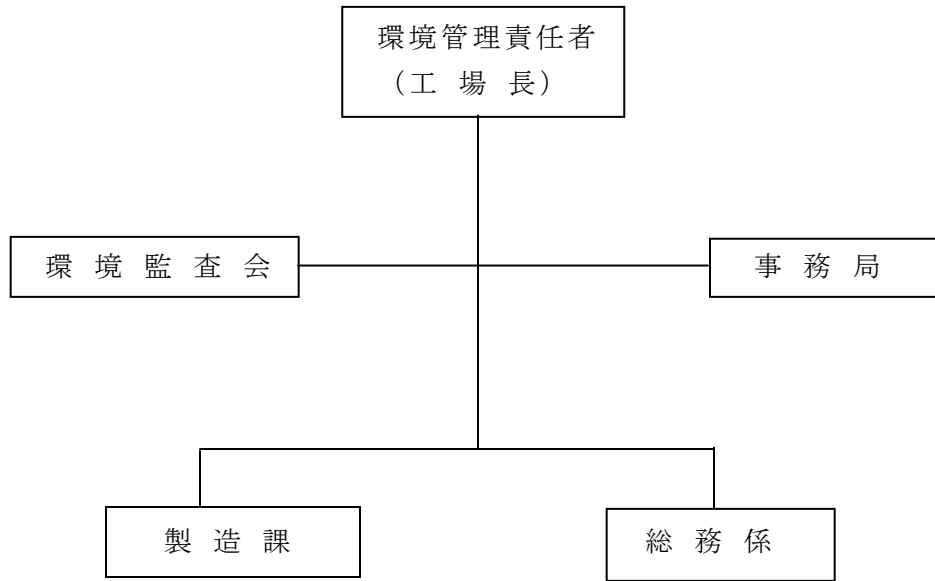 環境管理責任者
（工 場 長）
環 境 監 査 会
事 務 局
製 造 課
総 務 係